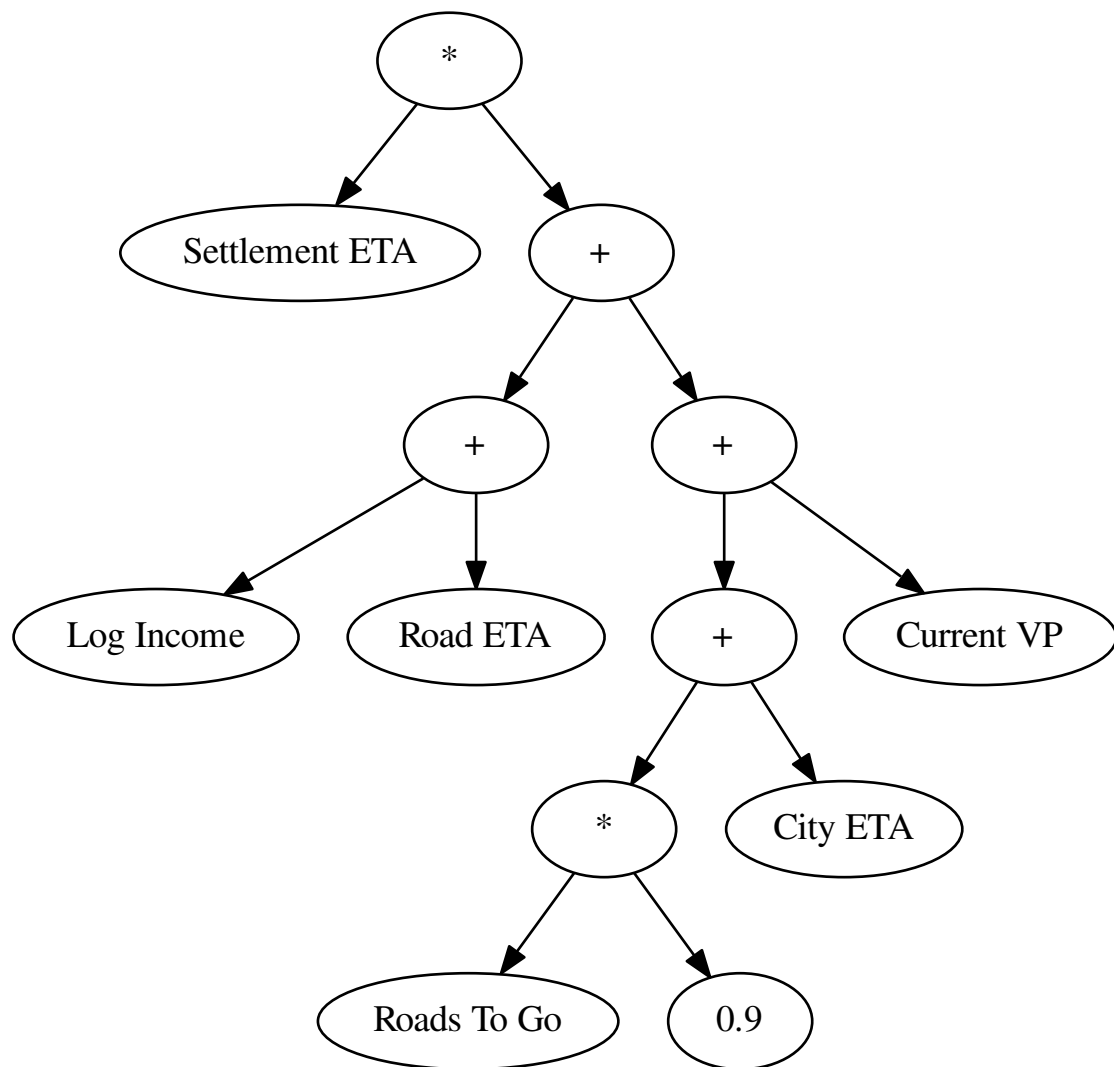 *
Settlement ETA
+
+
+
Log Income
Road ETA
+
Current VP
*
City ETA
Roads To Go
0.9